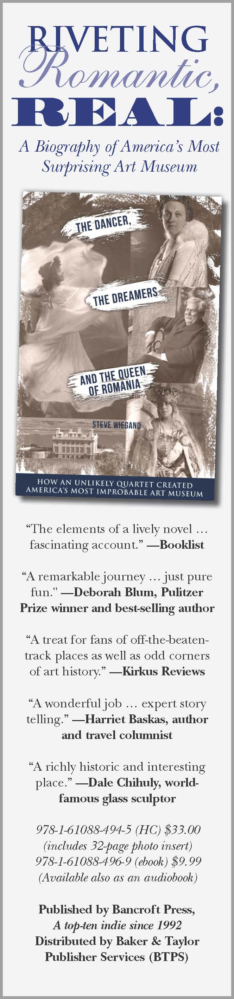 RIVETING
Romantic,
REAL:
A Biography of America's Most
Surprising Art Museum
THE DANCER,
THE DREAMERS
AND THE QUEEN
OF ROMANIA
STEVE WIEGAND
HOW AN UNLIKELY QUARTET CREATED
AMERICA'S MOST IMPROBABLE ART MUSEUM
“The elements of a lively novel …
fascinating account.” —Booklist
“A remarkable journey … just pure
fun." —Deborah Blum, Pulitzer
Prize winner and best-selling author
“A treat for fans of off-the-beaten-
track places as well as odd corners
of art history.” —Kirkus Reviews
“A wonderful job … expert story
telling.” —Harriet Baskas, author
and travel columnist
“A richly historic and interesting
place.” —Dale Chihuly, world-
famous glass sculptor
978-1-61088-494-5 (HC) $33.00
(includes 32-page photo insert)
978-1-61088-496-9 (ebook) $9.99
(Available also as an audiobook)
Published by Bancroft Press,
A top-ten indie since 1992
Distributed by Baker & Taylor
Publisher Services (BTPS)